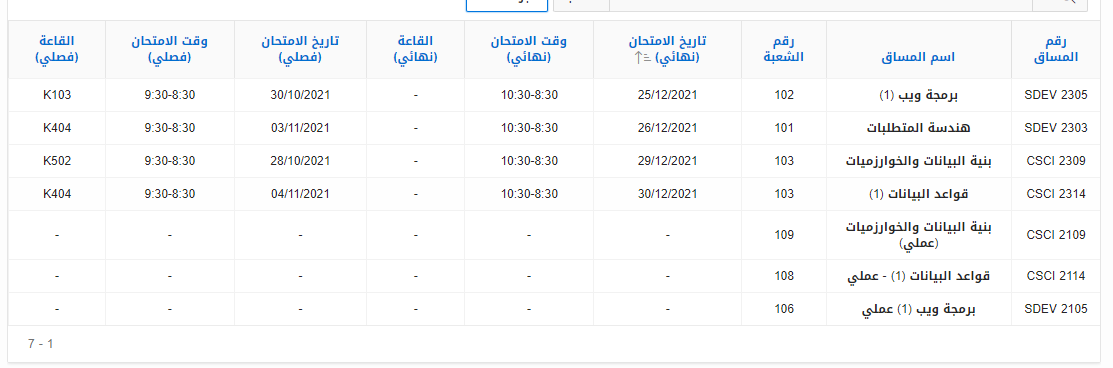 رقم المساق	اسم المساق	رقم الشعبة	تاريخ الامتحان (نهائي)	وقت الامتحان (نهائي)	القاعة (نهائي)	تاريخ الامتحان (فصلي)	وقت الامتحان (فصلي)	القاعة (فصلي)
SDEV 2305	برمجة ويب (1)	102	25/12/2021	10:30-8:30	-	30/10/2021	9:30-8:30	K103
SDEV 2303	هندسة المتطلبات	101	26/12/2021	10:30-8:30	-	03/11/2021	9:30-8:30	K404
CSCI 2309	بنية البيانات والخوارزميات	103	29/12/2021	10:30-8:30	-	28/10/2021	9:30-8:30	K502
CSCI 2314	قواعد البيانات (1)	103	30/12/2021	10:30-8:30	-	04/11/2021	9:30-8:30	K404
CSCI 2109	بنية البيانات والخوارزميات (عملي)	109	-	-	-	-	-	-
CSCI 2114	قواعد البيانات (1) - عملي	108	-	-	-	-	-	-
SDEV 2105	برمجة ويب (1) عملي	106	-	-	-	-	-	-
7 - 1